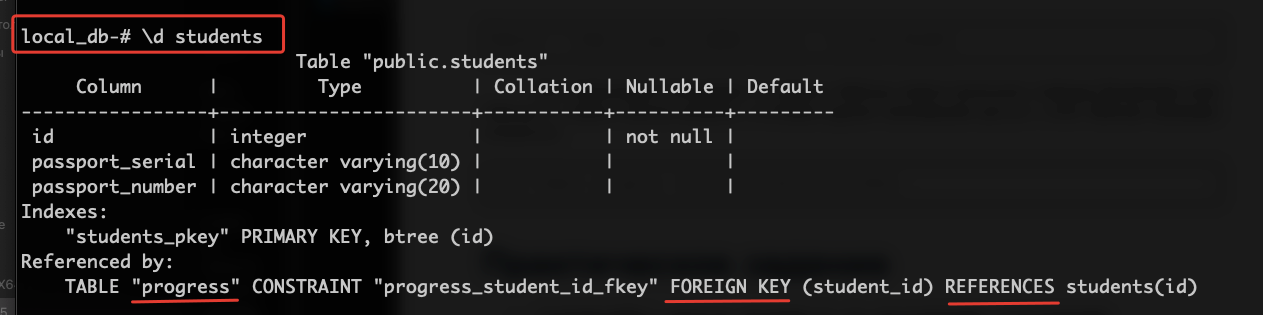 local_db-# \d students
Table "public.students"
Column | Type | Collation | Nullable | Default
-----------------+-----------------------+-----------+----------+---------
id | integer | | not null |
passport_serial | character varying(10) | | |
passport_number | character varying(20) | | |
Indexes:
"students_pkey" PRIMARY KEY, btree (id)
Referenced by:
TABLE "progress" CONSTRAINT "progress_student_id_fkey" FOREIGN KEY (student_id) REFERENCES students(id)